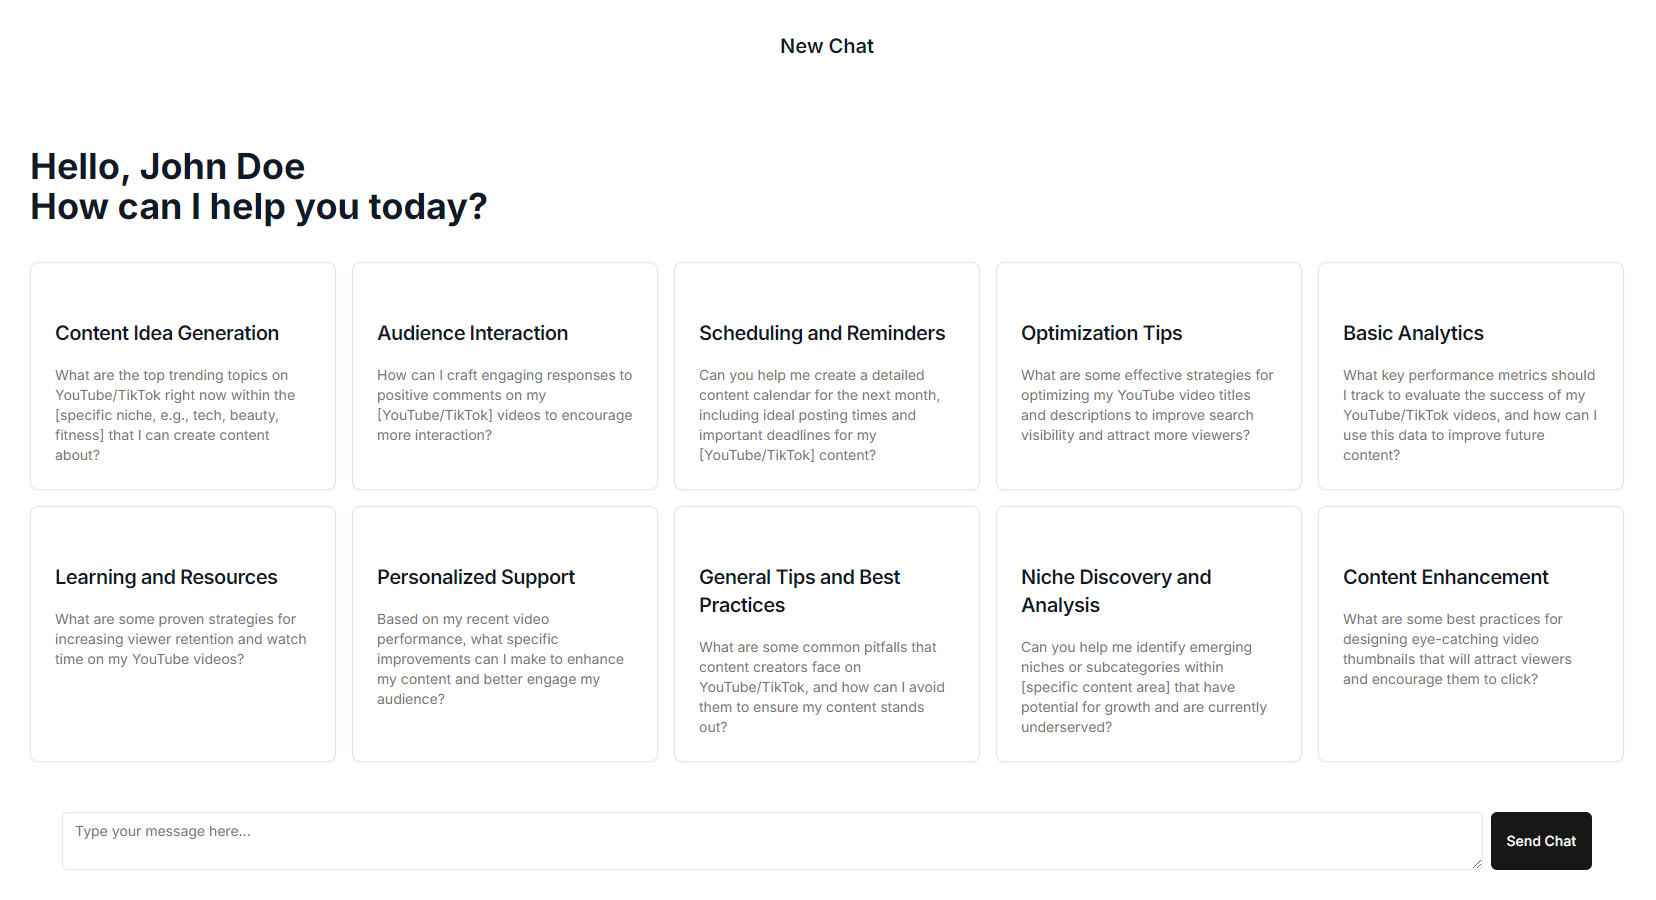 New Chat
Hello, John Doe
How can I help you today?
Content Idea Generation
What are the top trending topics on
YouTube/TikTok right now within the
[specific niche, e.g., tech, beauty,
fitness] that I can create content
about?
Audience Interaction
How can I craft engaging responses to
positive comments on my
[YouTube/TikTok] videos to encourage
more interaction?
Scheduling and Reminders
Can you help me create a detailed
content calendar for the next month,
including ideal posting times and
important deadlines for my
[YouTube/TikTok] content?
Optimization Tips
What are some effective strategies for
optimizing my YouTube video titles
and descriptions to improve search
visibility and attract more viewers?
Basic Analytics
What key performance metrics should
I track to evaluate the success of my
YouTube/TikTok videos, and how can I
use this data to improve future
content?
Learning and Resources
What are some proven strategies for
increasing viewer retention and watch
time on my YouTube videos?
Personalized Support
Based on my recent video
performance, what specific
improvements can I make to enhance
my content and better engage my
audience?
General Tips and Best
Practices
What are some common pitfalls that
content creators face on
YouTube/TikTok, and how can I avoid
them to ensure my content stands
out?
Niche Discovery and
Analysis
Can you help me identify emerging
niches or subcategories within
[specific content area] that have
potential for growth and are currently
underserved?
Content Enhancement
What are some best practices for
designing eye-catching video
thumbnails that will attract viewers
and encourage them to click?
Type your message here...
Send Chat